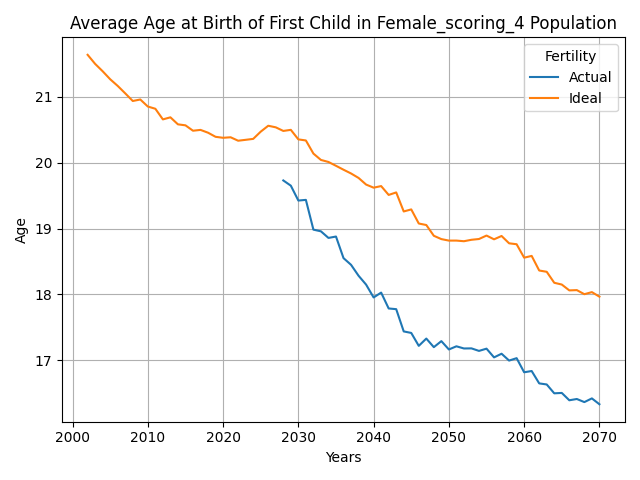 Average Age at Birth of First Child in Female_scoring_4 Population
Fertility
Actual
Ideal
Age
21
20
19
18
17
2000 2010 2020 2030 2040 2050 2060 2070
Years